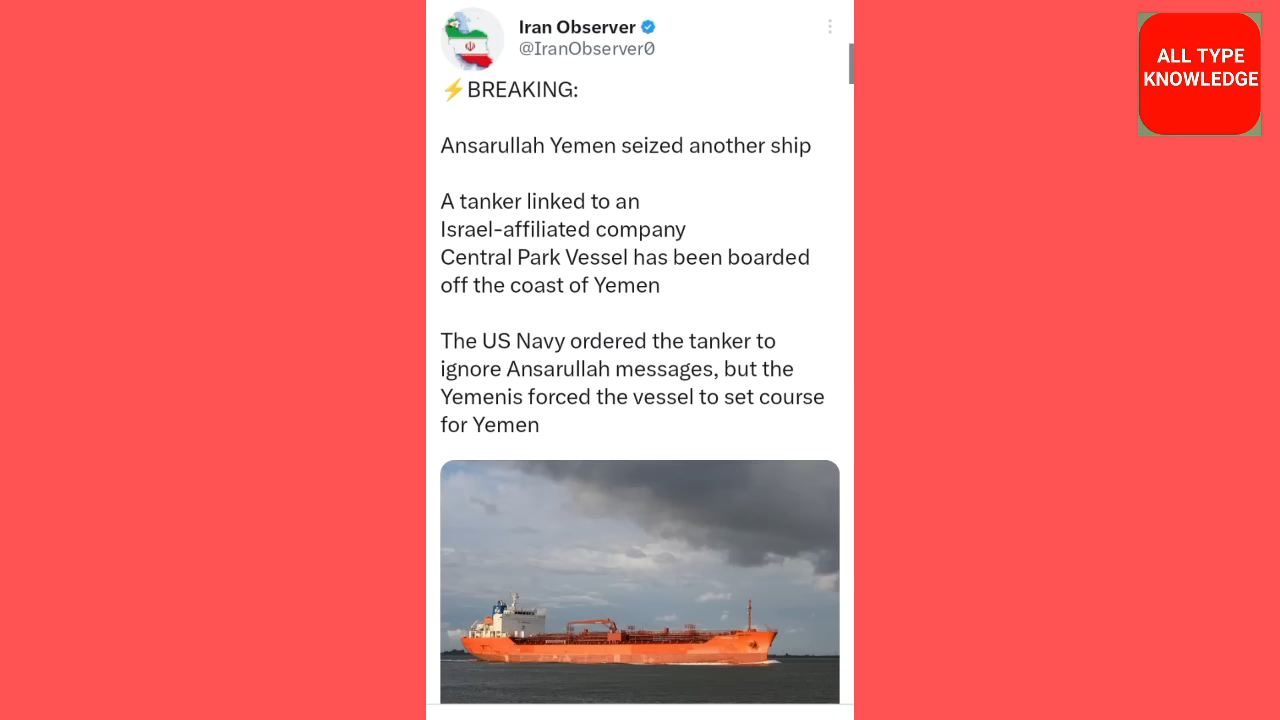 Iran Observer
@IranObserver0
⚡BREAKING:
Ansarullah Yemen seized another ship
A tanker linked to an
Israel-affiliated company
Central Park Vessel has been boarded
off the coast of Yemen
The US Navy ordered the tanker to
ignore Ansarullah messages, but the
Yemenis forced the vessel to set course
for Yemen
ALL TYPE
KNOWLEDGE